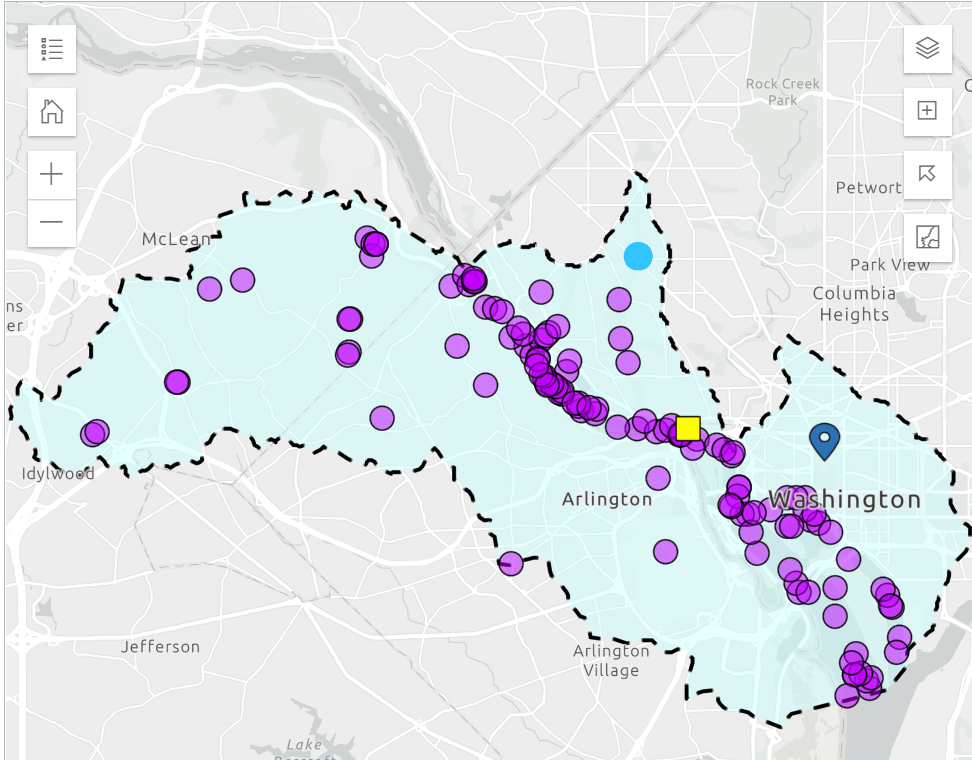 Rock Creek
Park
C
Petwort
McLean
Park View
Columbia
Heights
ns
er
Idylwood
Arlington
Washington
Jefferson
Arlington
Village
Lake